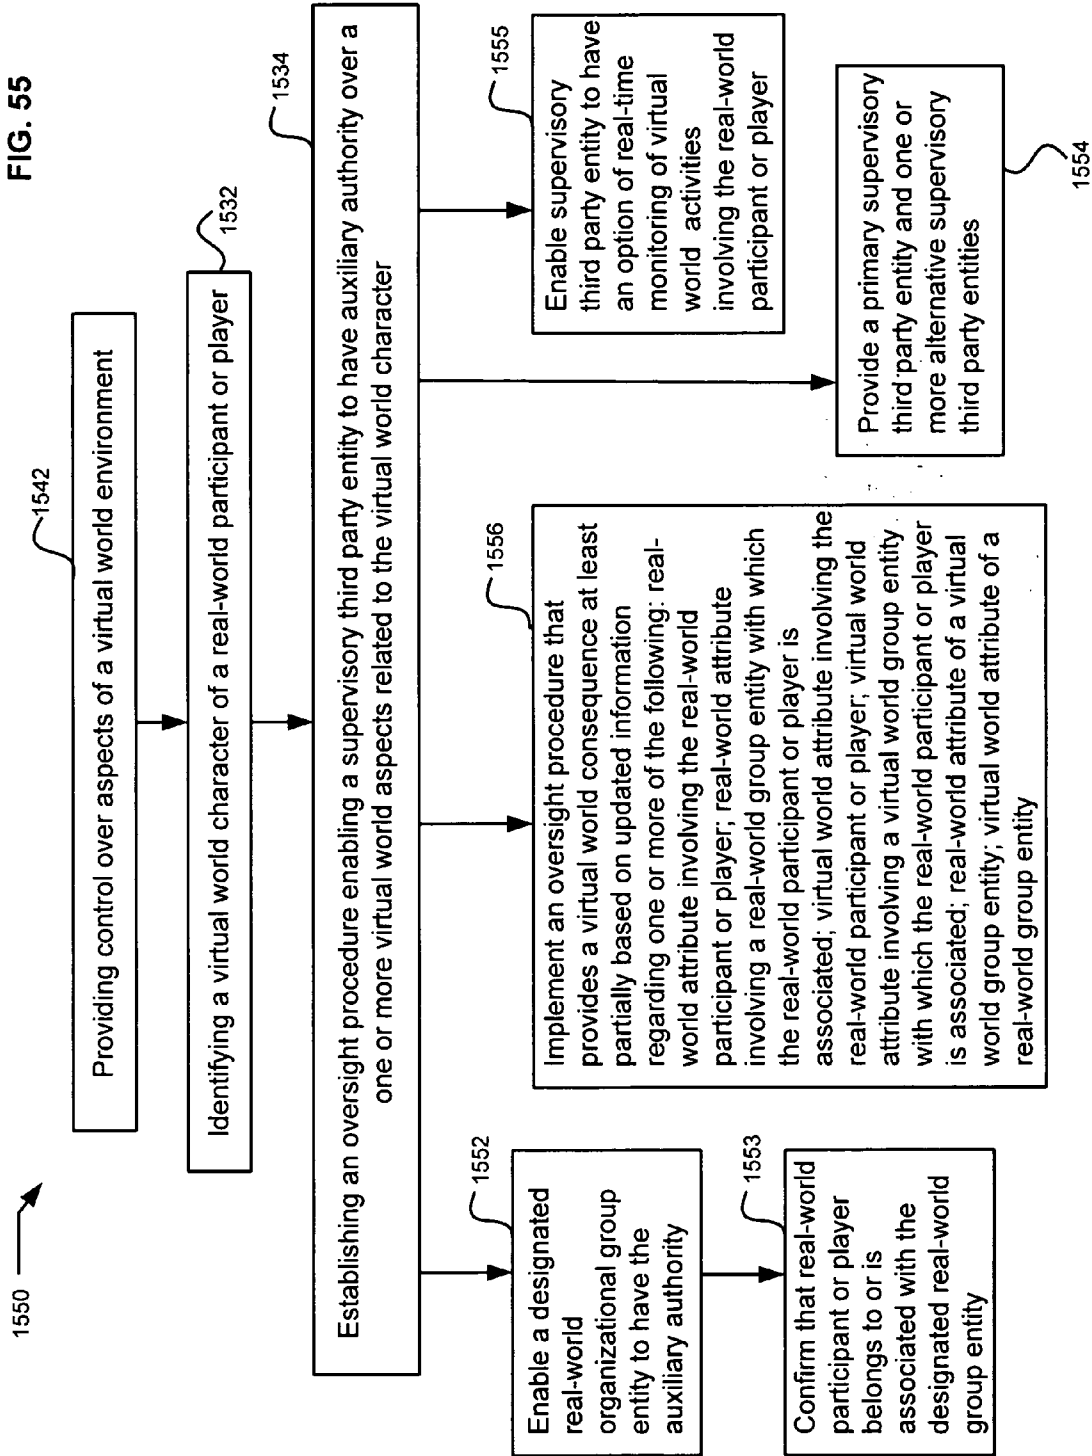 FIG. 55
1550
1542
Providing control over aspects of a virtual world environment
1532
Identifying a virtual world character of a real-world participant or player
1534
Establishing an oversight procedure enabling a supervisory third party entity to have auxiliary authority over a
one or more virtual world aspects related to the virtual world character
1552
Enable a designated
real-world
organizational group
entity to have the
auxiliary authority
1553
Confirm that real-world
participant or player
belongs to or is
associated with the
designated real-world
group entity
1556
Implement an oversight procedure that
provides a virtual world consequence at least
partially based on updated information
regarding one or more of the following: real-
world attribute involving the real-world
participant or player; real-world attribute
involving a real-world group entity with which
the real-world participant or player is
associated; virtual world attribute involving the
real-world participant or player; virtual world
attribute involving a virtual world group entity
with which the real-world participant or player
is associated; real-world attribute of a virtual
world group entity; virtual world attribute of a
real-world group entity
1555
Enable supervisory
third party entity to have
an option of real-time
monitoring of virtual
world activities
involving the real-world
participant or player
Provide a primary supervisory
third party entity and one or
more alternative supervisory
third party entities
1554